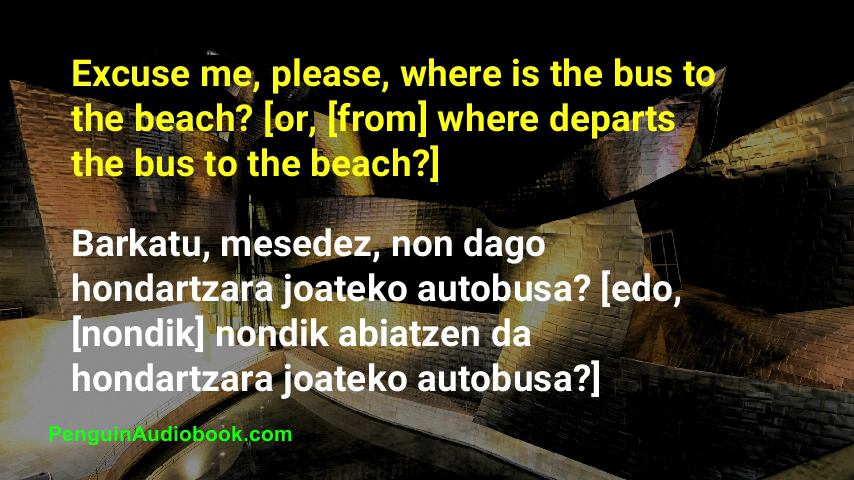 Excuse me, please, where is the bus to
the beach? [or, [from] where departs
the bus to the beach?]
Barkatu, mesedez, non dago
hondartzara joateko autobusa? [edo,
[nondik] nondik abiatzen da
hondartzara joateko autobusa?]
PenguinAudiobook.com